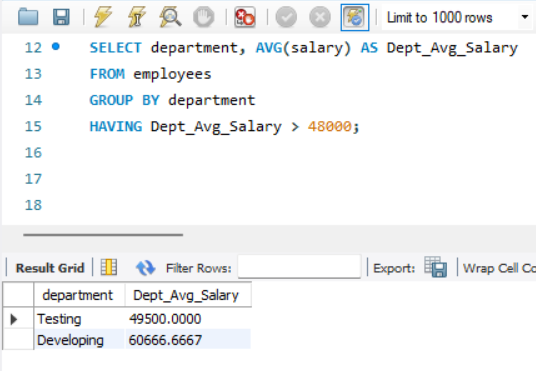 Limit to 1000 rows
12 SELECT department, AVG(salary) AS Dept_Avg_Salary
13 FROM employees
14 GROUP BY department
15 HAVING Dept_Avg_Salary > 48000;
16
17
18
Result Grid Filter Rows: Export: Wrap Cell Co
department Dept_Avg_Salary
Testing 49500.0000
Developing 60666.6667